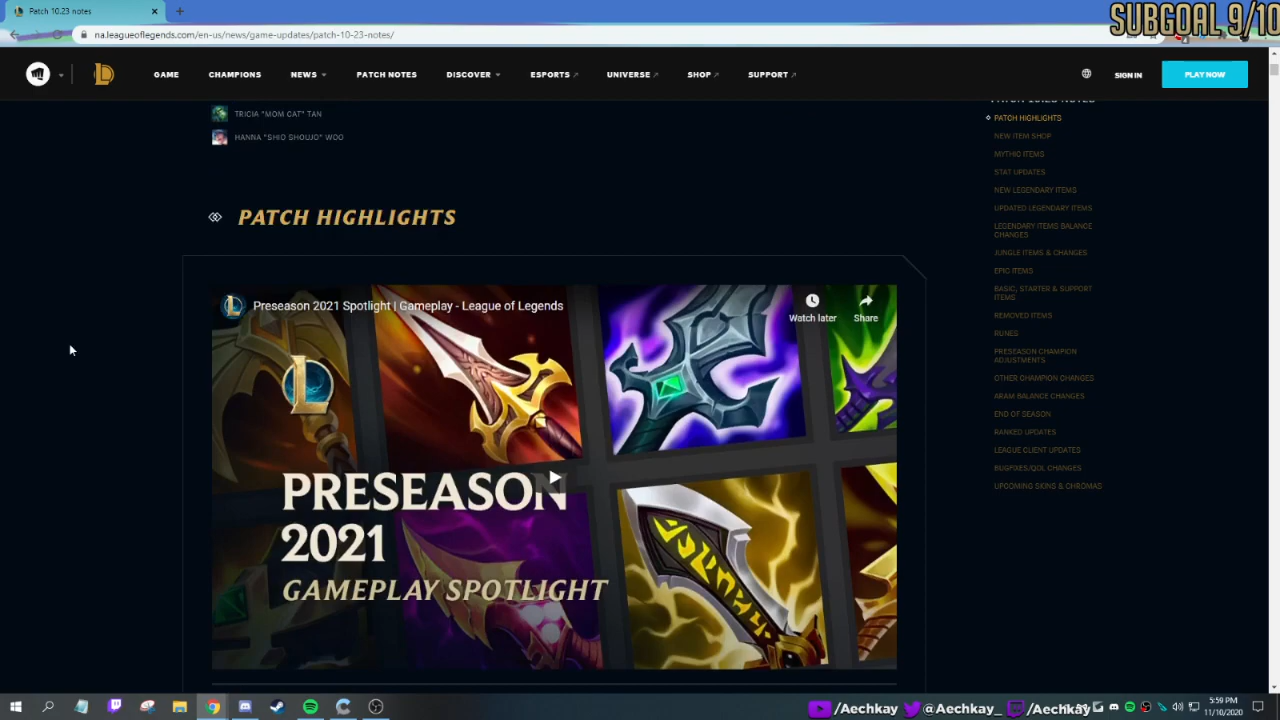 Patch 10.23 notes
SUBGOAL 9/10
na.leagueoflegends.com/en-us/news/game-updates/patch-10-23-notes/
GAME
CHAMPIONS
NEWS
PATCH NOTES
DISCOVER
ESPORTS
UNIVERSE
SHOP
SUPPORT
SIGN IN
PLAY NOW
TRICIA "MOM CAT" TAN
HANNA "SHIO SHOUJO" WOO
PATCH HIGHLIGHTS
Preseason 2021 Spotlight | Gameplay - League of Legends
Watch later
Share
PRESEASON
2021
GAMEPLAY SPOTLIGHT
PATCH 10.23 NOTES
PATCH HIGHLIGHTS
NEW ITEM SHOP
MYTHIC ITEMS
STAT UPDATES
NEW LEGENDARY ITEMS
UPDATED LEGENDARY ITEMS
LEGENDARY ITEMS BALANCE
CHANGES
JUNGLE ITEMS & CHANGES
EPIC ITEMS
BASIC, STARTER & SUPPORT
ITEMS
REMOVED ITEMS
RUNES
PRESEASON CHAMPION
ADJUSTMENTS
OTHER CHAMPION CHANGES
ARAM BALANCE CHANGES
END OF SEASON
RANKED UPDATES
LEAGUE CLIENT UPDATES
BUGFIXES/QOL CHANGES
UPCOMING SKINS & CHROMAS
/Aechkay
@Aechkay_
/Aechkay
5:59 PM
11/10/2020